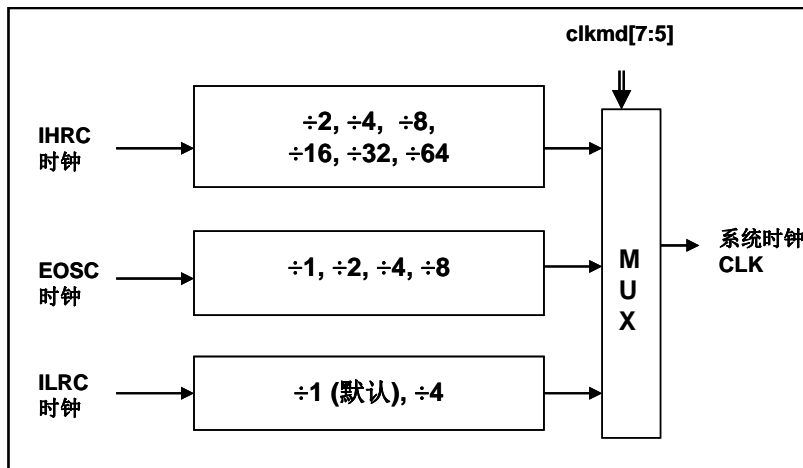 clkmd[7:5]
IHRC
时钟
÷2, ÷4, ÷8,
÷16, ÷32, ÷64
EOSC
时钟
÷1, ÷2, ÷4, ÷8
M
U
X
系统时钟
CLK
ILRC
时钟
÷1 (默认), ÷4